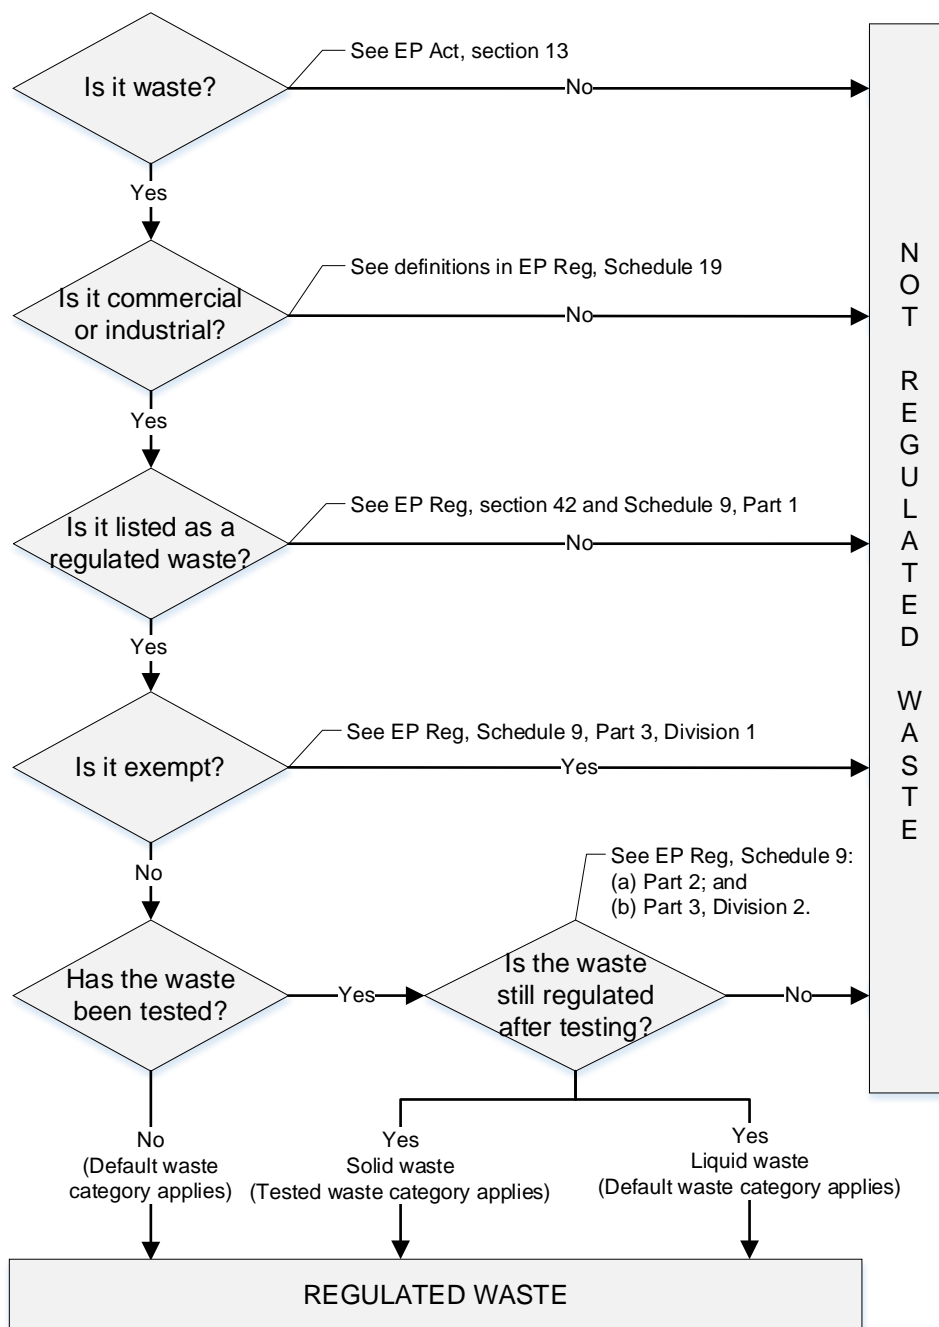 See EP Act, section 13
Is it waste?
No
Yes
See definitions in EP Reg, Schedule 19
Is it commercial
or industrial?
No
Yes
See EP Reg, section 42 and Schedule 9, Part 1
Is it listed as a
regulated waste?
No
Yes
See EP Reg, Schedule 9, Part 3, Division 1
Is it exempt?
Yes
No
See EP Reg, Schedule 9:
(a) Part 2; and
(b) Part 3, Division 2.
Has the waste
been tested?
Yes
Is the waste
still regulated
after testing?
No
No
(Default waste
category applies)
Yes
Solid waste
(Tested waste category applies)
Yes
Liquid waste
(Default waste category applies)
REGULATED WASTE
N
O
T
R
E
G
U
L
A
T
E
D
W
A
S
T
E